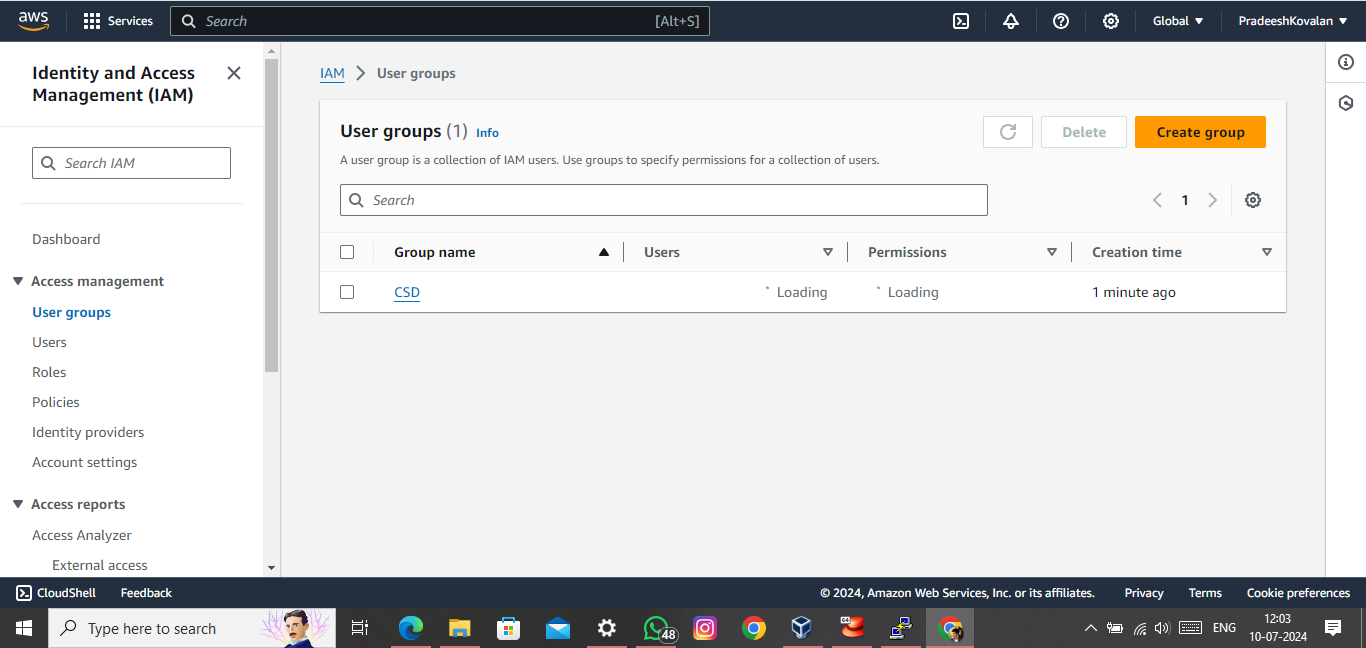 aws
Services
Search
[Alt+S]
Global
PradeeshKovalan
Identity and Access
Management (IAM)
Search IAM
Dashboard
Access management
User groups
Users
Roles
Policies
Identity providers
Account settings
Access reports
Access Analyzer
External access
IAM
User groups
User groups (1) Info
Delete
Create group
A user group is a collection of IAM users. Use groups to specify permissions for a collection of users.
Search
1
Group name
Users
Permissions
Creation time
CSD
Loading
Loading
1 minute ago
CloudShell
Feedback
© 2024, Amazon Web Services, Inc. or its affiliates.
Privacy
Terms
Cookie preferences
Type here to search
48
ENG
12:03
10-07-2024